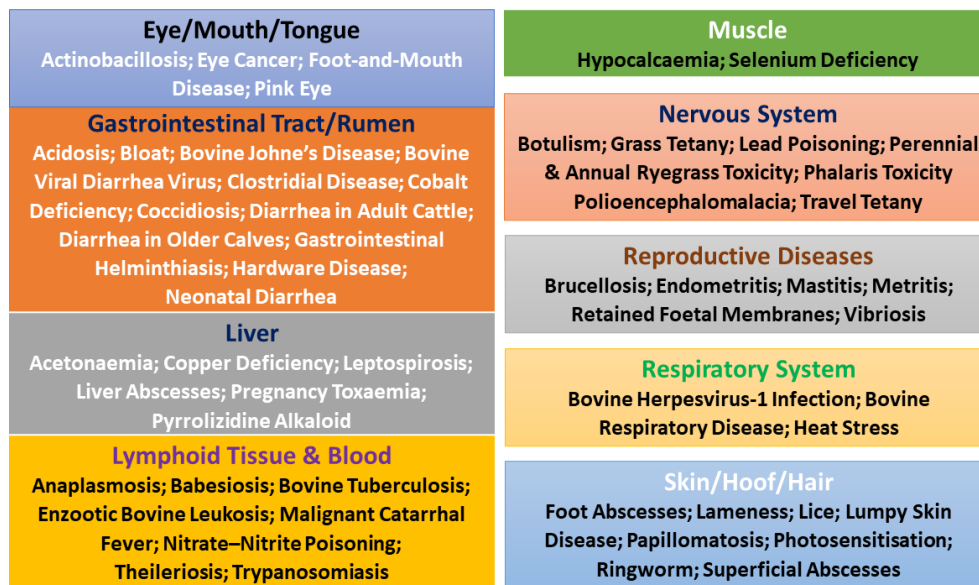 Eye/Mouth/Tongue
Actinobacillosis; Eye Cancer; Foot-and-Mouth
Disease; Pink Eye
Gastrointestinal Tract/Rumen
Acidosis; Bloat; Bovine Johne's Disease; Bovine
Viral Diarrhea Virus; Clostridial Disease; Cobalt
Deficiency; Coccidiosis; Diarrhea in Adult Cattle;
Diarrhea in Older Calves; Gastrointestinal
Helminthiasis; Hardware Disease;
Neonatal Diarrhea
Liver
Acetonaemia; Copper Deficiency; Leptospirosis;
Liver Abscesses; Pregnancy Toxaemia;
Pyrrolizidine Alkaloid
Lymphoid Tissue & Blood
Anaplasmosis; Babesiosis; Bovine Tuberculosis;
Enzootic Bovine Leukosis; Malignant Catarrhal
Fever; Nitrate–Nitrite Poisoning;
Theileriosis; Trypanosomiasis
Muscle
Hypocalcaemia; Selenium Deficiency
Nervous System
Botulism; Grass Tetany; Lead Poisoning; Perennial
& Annual Ryegrass Toxicity; Phalaris Toxicity
Polioencephalomalacia; Travel Tetany
Reproductive Diseases
Brucellosis; Endometritis; Mastitis; Metritis;
Retained Foetal Membranes; Vibriosis
Respiratory System
Bovine Herpesvirus-1 Infection; Bovine
Respiratory Disease; Heat Stress
Skin/Hoof/Hair
Foot Abscesses; Lameness; Lice; Lumpy Skin
Disease; Papillomatosis; Photosensitisation;
Ringworm; Superficial Abscesses